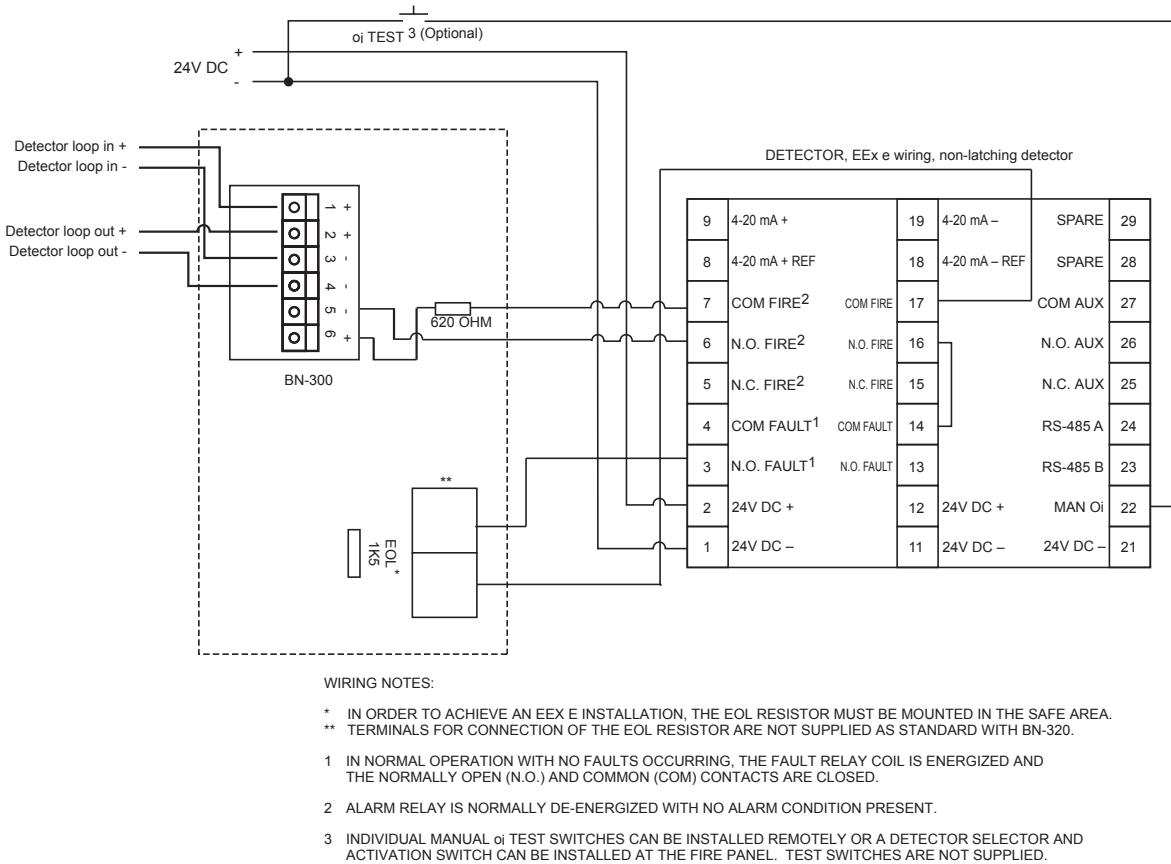 oi TEST 3 (Optional)
+
24V DC
-
Detector loop in +
Detector loop in -
Detector loop out +
Detector loop out -
1 +
2 +
3 -
4 -
5 -
6 +
BN-300
620 OHM
**
EOL *
1K5
DETECTOR, EEx e wiring, non-latching detector
9 4-20 mA + 19 4-20 mA – SPARE 29
8 4-20 mA + REF 18 4-20 mA – REF SPARE 28
7 COM FIRE2 COM FIRE 17 COM AUX 27
6 N.O. FIRE2 N.O. FIRE 16 N.O. AUX 26
5 N.C. FIRE2 N.C. FIRE 15 N.C. AUX 25
4 COM FAULT1 COM FAULT 14 RS-485 A 24
3 N.O. FAULT1 N.O. FAULT 13 RS-485 B 23
2 24V DC + 12 24V DC + MAN Oi 22
1 24V DC – 11 24V DC – 24V DC – 21
WIRING NOTES:
* IN ORDER TO ACHIEVE AN EEX E INSTALLATION, THE EOL RESISTOR MUST BE MOUNTED IN THE SAFE AREA.
** TERMINALS FOR CONNECTION OF THE EOL RESISTOR ARE NOT SUPPLIED AS STANDARD WITH BN-320.
1 IN NORMAL OPERATION WITH NO FAULTS OCCURRING, THE FAULT RELAY COIL IS ENERGIZED AND
THE NORMALLY OPEN (N.O.) AND COMMON (COM) CONTACTS ARE CLOSED.
2 ALARM RELAY IS NORMALLY DE-ENERGIZED WITH NO ALARM CONDITION PRESENT.
3 INDIVIDUAL MANUAL oi TEST SWITCHES CAN BE INSTALLED REMOTELY OR A DETECTOR SELECTOR AND
ACTIVATION SWITCH CAN BE INSTALLED AT THE FIRE PANEL. TEST SWITCHES ARE NOT SUPPLIED.